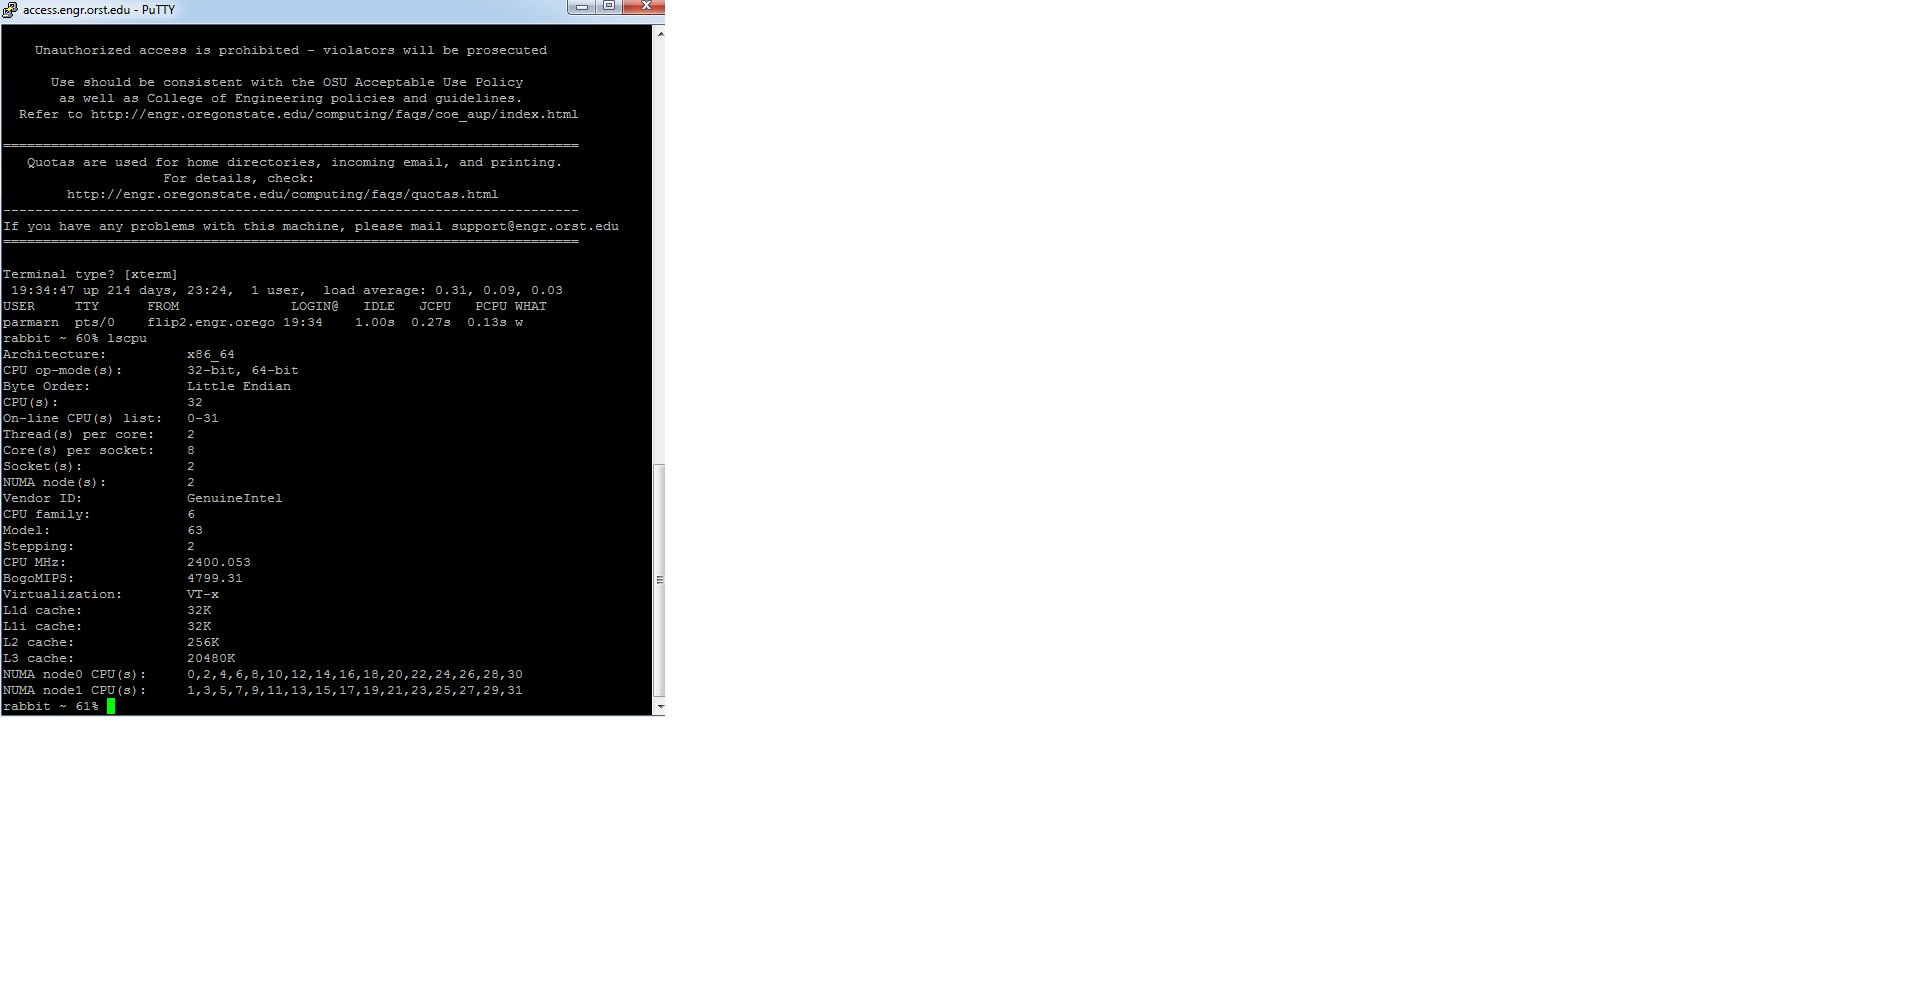 access.engr.orst.edu - PuTTY
Unauthorized access is prohibited - violators will be prosecuted
Use should be consistent with the OSU Acceptable Use Policy
as well as College of Engineering policies and guidelines.
Refer to http://engr.oregonstate.edu/computing/faqs/coe_aup/index.html
========================================================================
Quotas are used for home directories, incoming email, and printing.
For details, check:
http://engr.oregonstate.edu/computing/faqs/quotas.html
------------------------------------------------------------------------
If you have any problems with this machine, please mail support@engr.orst.edu
========================================================================
Terminal type? [xterm]
19:34:47 up 214 days, 23:24,  1 user,  load average: 0.31, 0.09, 0.03
USER     TTY      FROM              LOGIN@   IDLE   JCPU   PCPU WHAT
parmarn  pts/0    flip2.engr.orego 19:34    1.00s  0.27s  0.13s w
rabbit ~ 60% lscpu
Architecture:          x86_64
CPU op-mode(s):        32-bit, 64-bit
Byte Order:            Little Endian
CPU(s):                32
On-line CPU(s) list:   0-31
Thread(s) per core:    2
Core(s) per socket:    8
Socket(s):             2
NUMA node(s):          2
Vendor ID:             GenuineIntel
CPU family:            6
Model:                 63
Stepping:              2
CPU MHz:               2400.053
BogoMIPS:              4799.31
Virtualization:        VT-x
L1d cache:             32K
L1i cache:             32K
L2 cache:              256K
L3 cache:              20480K
NUMA node0 CPU(s):     0,2,4,6,8,10,12,14,16,18,20,22,24,26,28,30
NUMA node1 CPU(s):     1,3,5,7,9,11,13,15,17,19,21,23,25,27,29,31
rabbit ~ 61%